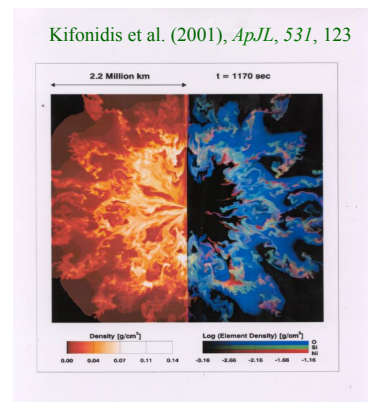 Kifonidis et al. (2001), ApJL, 531, 123
2.2 Million km t = 1170 sec
Density [g/cm³] Log (Element Density) [g/cm³]
O
Si
Ni
0.00 0.04 0.07 0.11 0.14 -3.16 -2.66 -2.16 -1.66 -1.16